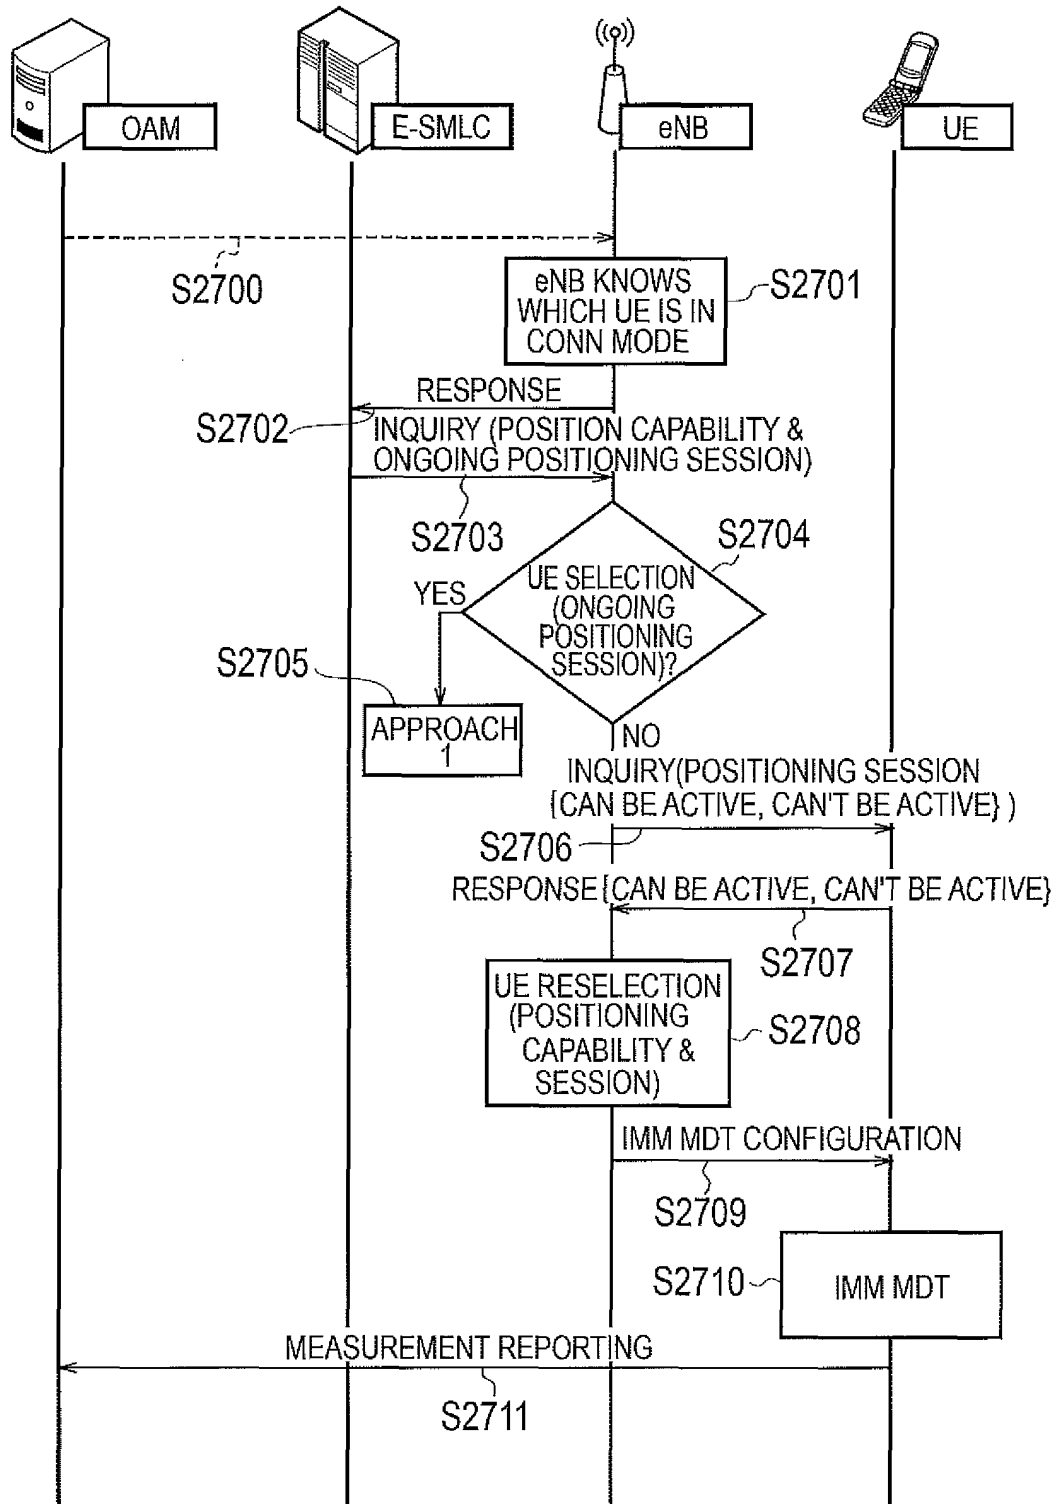 OAM
E-SMLC
eNB
UE
S2700
eNB KNOWS
WHICH UE IS IN
CONN MODE
S2701
RESPONSE
S2702
INQUIRY (POSITION CAPABILITY &
ONGOING POSITIONING SESSION)
S2703
S2704
UE SELECTION
(ONGOING
POSITIONING
SESSION)?
YES
S2705
APPROACH
1
NO
INQUIRY(POSITIONING SESSION
{CAN BE ACTIVE, CAN'T BE ACTIVE} )
S2706
RESPONSE{CAN BE ACTIVE, CAN'T BE ACTIVE}
S2707
UE RESELECTION
(POSITIONING
CAPABILITY &
SESSION)
S2708
IMM MDT CONFIGURATION
S2709
S2710
IMM MDT
MEASUREMENT REPORTING
S2711